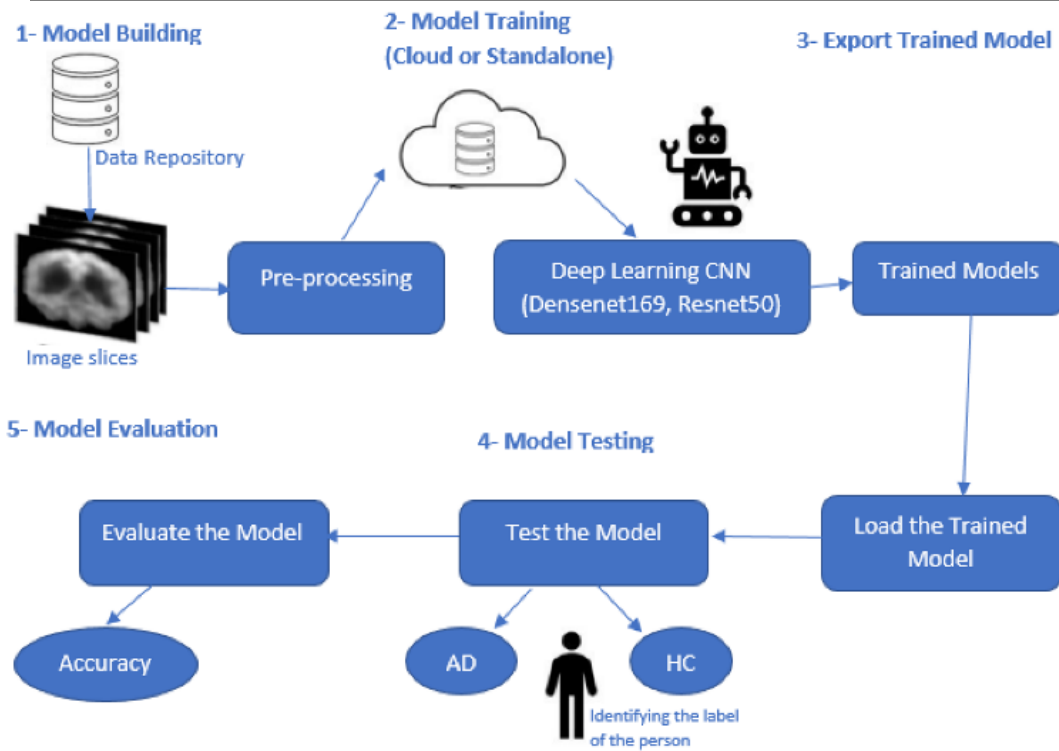 1- Model Building
2- Model Training
(Cloud or Standalone)
3- Export Trained Model
Data Repository
Image slices
Pre-processing
Deep Learning CNN
(Densenet169, Resnet50)
Trained Models
5- Model Evaluation
4- Model Testing
Evaluate the Model
Test the Model
Load the Trained
Model
Accuracy
AD
HC
Identifying the label
of the person